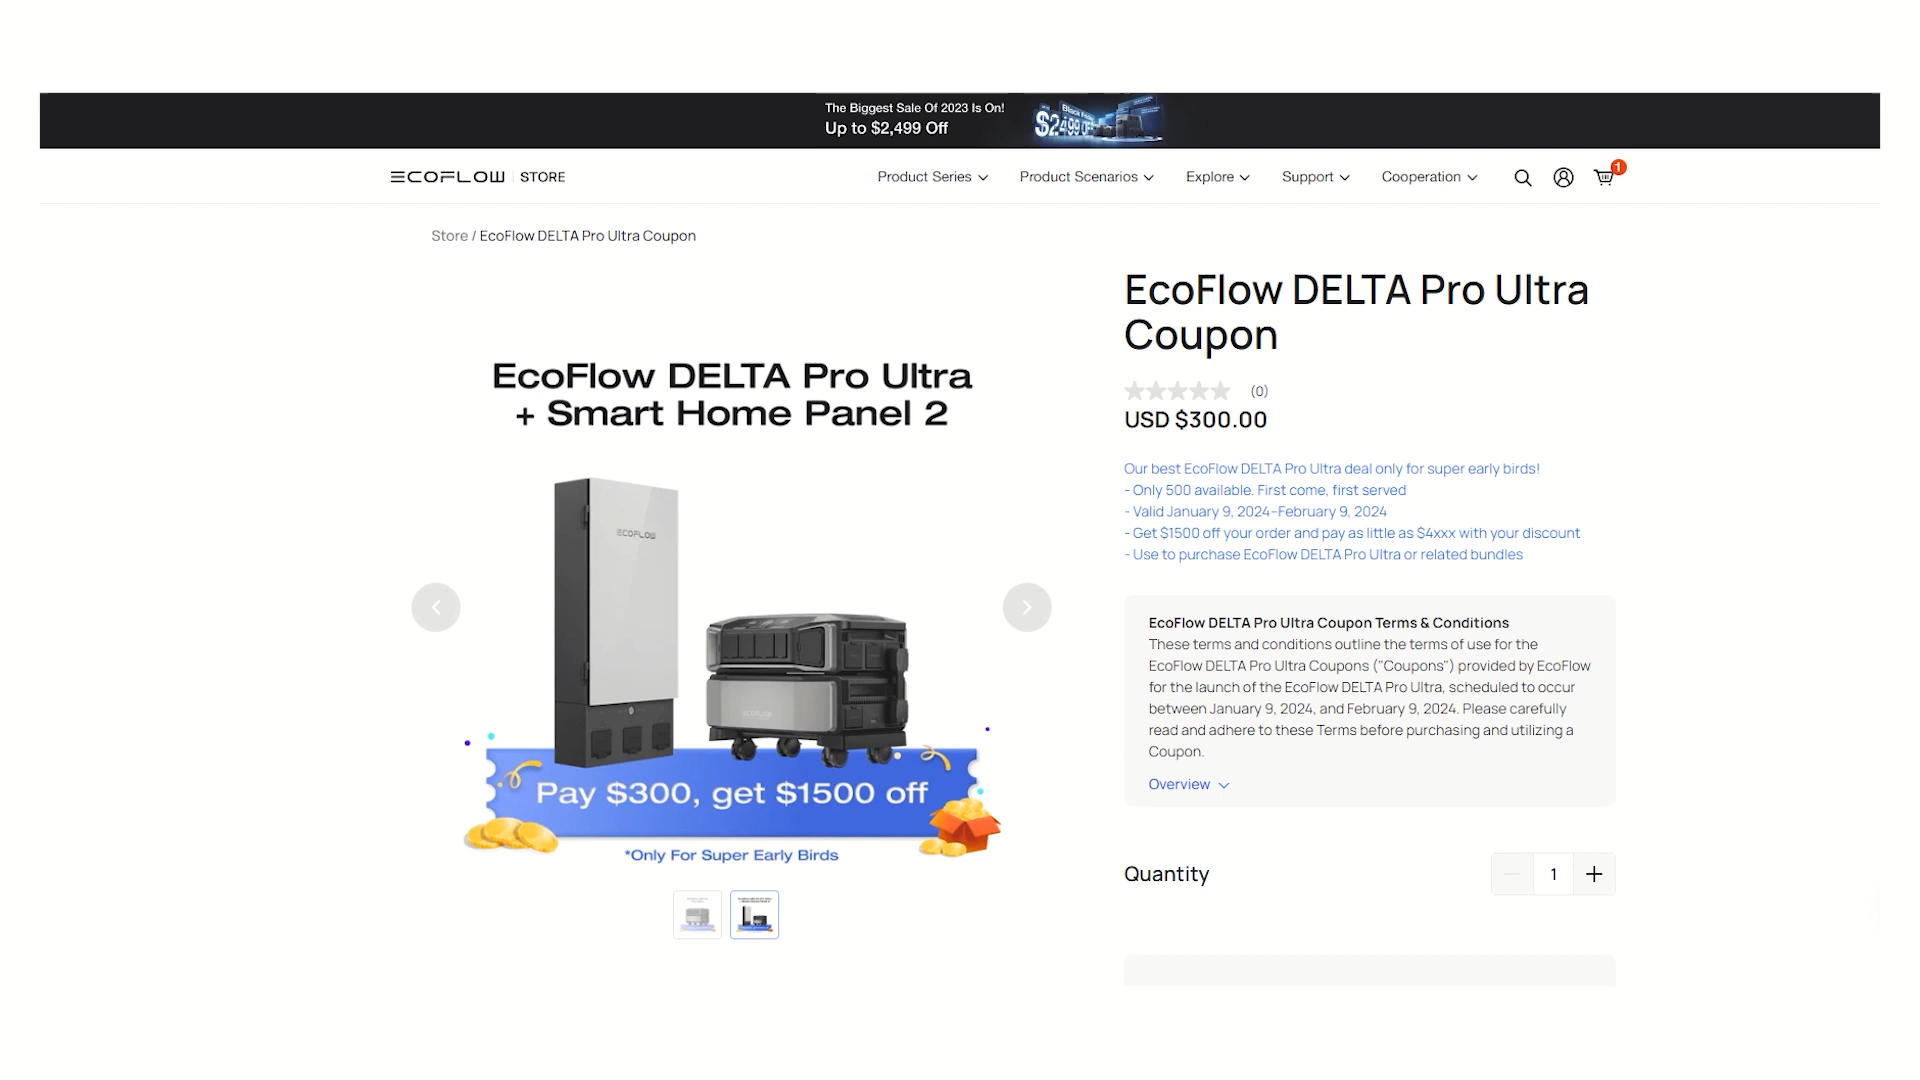 The Biggest Sale Of 2023 Is On!
Up to $2,499 Off
Black Friday
$2499 OFF
ECOFLOW | STORE
Product Series
Product Scenarios
Explore
Support
Cooperation
1
Store / EcoFlow DELTA Pro Ultra Coupon
EcoFlow DELTA Pro Ultra
+ Smart Home Panel 2
ECOFLOW
ECOFLOW
Pay $300, get $1500 off
*Only For Super Early Birds
EcoFlow DELTA Pro Ultra
Coupon
(0)
USD $300.00
Our best EcoFlow DELTA Pro Ultra deal only for super early birds!
- Only 500 available. First come, first served
- Valid January 9, 2024–February 9, 2024
- Get $1500 off your order and pay as little as $4xxx with your discount
- Use to purchase EcoFlow DELTA Pro Ultra or related bundles
EcoFlow DELTA Pro Ultra Coupon Terms & Conditions
These terms and conditions outline the terms of use for the
EcoFlow DELTA Pro Ultra Coupons ("Coupons") provided by EcoFlow
for the launch of the EcoFlow DELTA Pro Ultra, scheduled to occur
between January 9, 2024, and February 9, 2024. Please carefully
read and adhere to these Terms before purchasing and utilizing a
Coupon.
Overview
Quantity
1